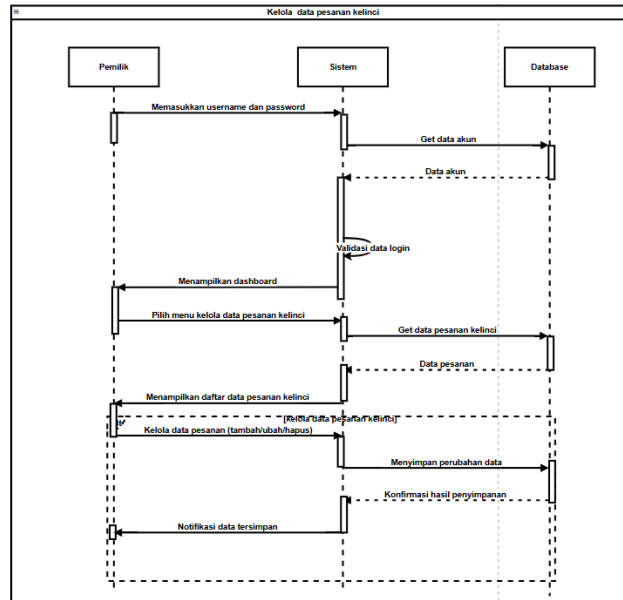 Kelola data pesanan kelinci
Pemilik
Sistem
Database
Memasukkan username dan password
Get data akun
Data akun
Validasi data login
Menampilkan dashboard
Pilih menu kelola data pesanan kelinci
Get data pesanan kelinci
Data pesanan
Menampilkan daftar data pesanan kelinci
[kelola data pesanan kelinci]
Kelola data pesanan (tambah/ubah/hapus)
Menyimpan perubahan data
Konfirmasi hasil penyimpanan
Notifikasi data tersimpan